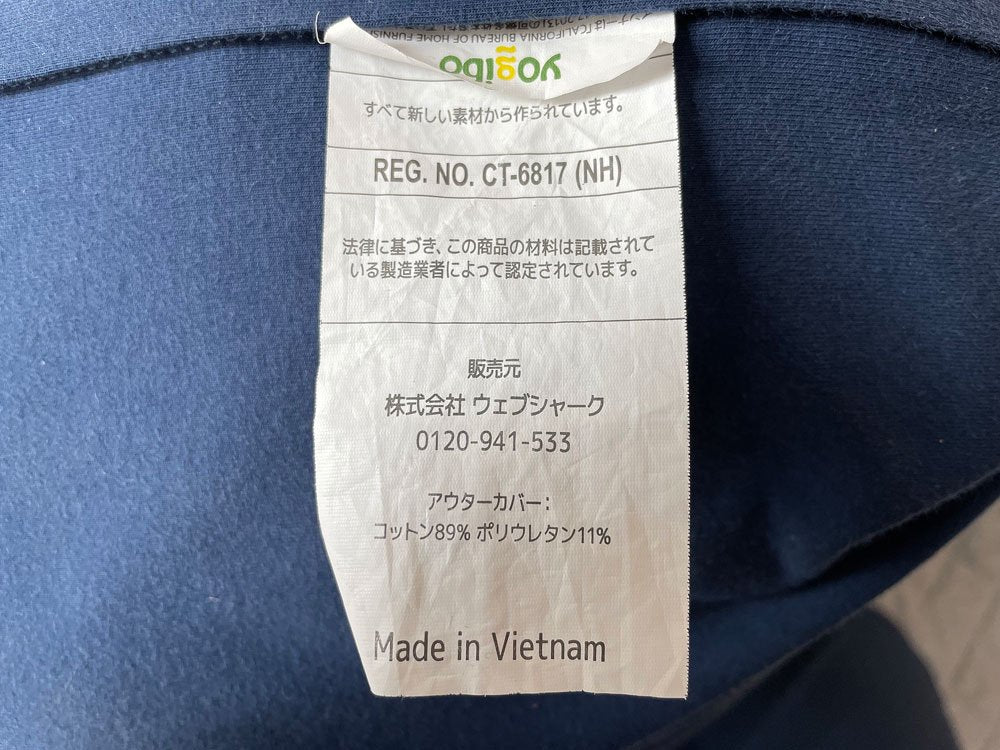 yogibo
すべて新しい素材から作られています。
REG. NO. CT-6817 (NH)
法律に基づき、この商品の材料は記載されて
いる製造業者によって認定されています。
販売元
株式会社 ウェブシャーク
0120-941-533
アウターカバー：
コットン89% ポリウレタン11%
Made in Vietnam